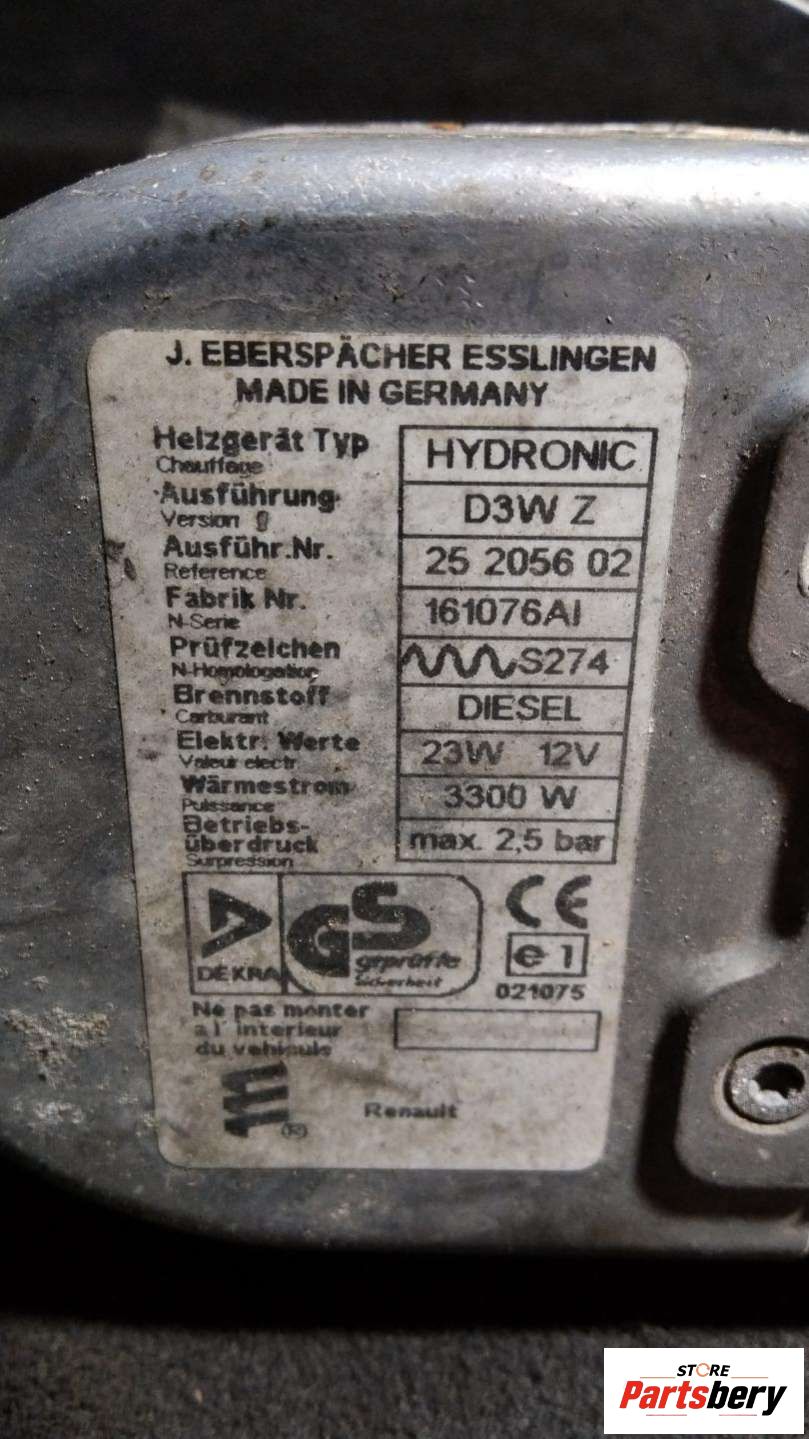 J. EBERSPÄCHER ESSLINGEN
MADE IN GERMANY
Heizgerät Typ HYDRONIC
Chauffage
Ausführung D3W Z
Version
Ausführ.Nr. 25 2056 02
Reference
Fabrik Nr. 161076AI
N-Serie
Prüfzeichen S274
N-Homologation
Brennstoff DIESEL
Carburant
Elektr. Werte 23W 12V
Valeur electr.
Wärmestrom 3300 W
Puissance
Betriebs-
überdruck max. 2,5 bar
Surpression
DEKRA
GS
geprüfte
Sicherheit
CE
e1
021075
Ne pas monter
a l' interieur
du vehicule
Renault
STORE
Partsbery